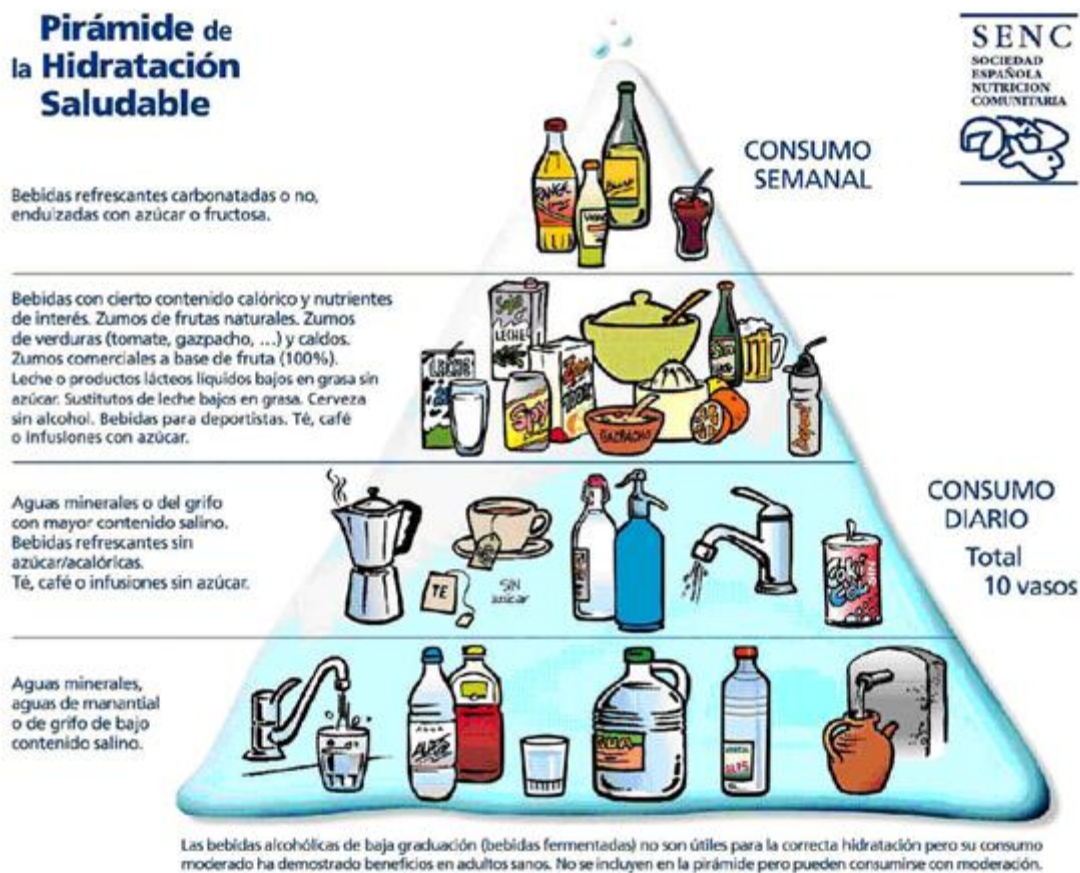 Pirámide de
la Hidratación
Saludable
SENC
SOCIEDAD
ESPAÑOLA
NUTRICION
COMUNITARIA
CONSUMO
SEMANAL
Bebidas refrescantes carbonatadas o no,
endulzadas con azúcar o fructosa.
Bebidas con cierto contenido calórico y nutrientes
de interés. Zumos de frutas naturales. Zumos
de verduras (tomate, gazpacho, ...) y caldos.
Zumos comerciales a base de fruta (100%).
Leche o productos lácteos líquidos bajos en grasa sin
azúcar. Sustitutos de leche bajos en grasa. Cerveza
sin alcohol. Bebidas para deportistas. Té, café
o infusiones con azúcar.
Soja
LECHE
LECHE
Spy
Sin
GAZPACHO
Aguas minerales o del grifo
con mayor contenido salino.
Bebidas refrescantes sin
azúcar/acalóricas.
Té, café o infusiones sin azúcar.
TÉ
SIN
azúcar
SIN
CONSUMO
DIARIO
Total
10 vasos
Aguas minerales,
aguas de manantial
o de grifo de bajo
contenido salino.
AGUA
ALPS
Las bebidas alcohólicas de baja graduación (bebidas fermentadas) no son útiles para la correcta hidratación pero su consumo
moderado ha demostrado beneficios en adultos sanos. No se incluyen en la pirámide pero pueden consumirse con moderación.